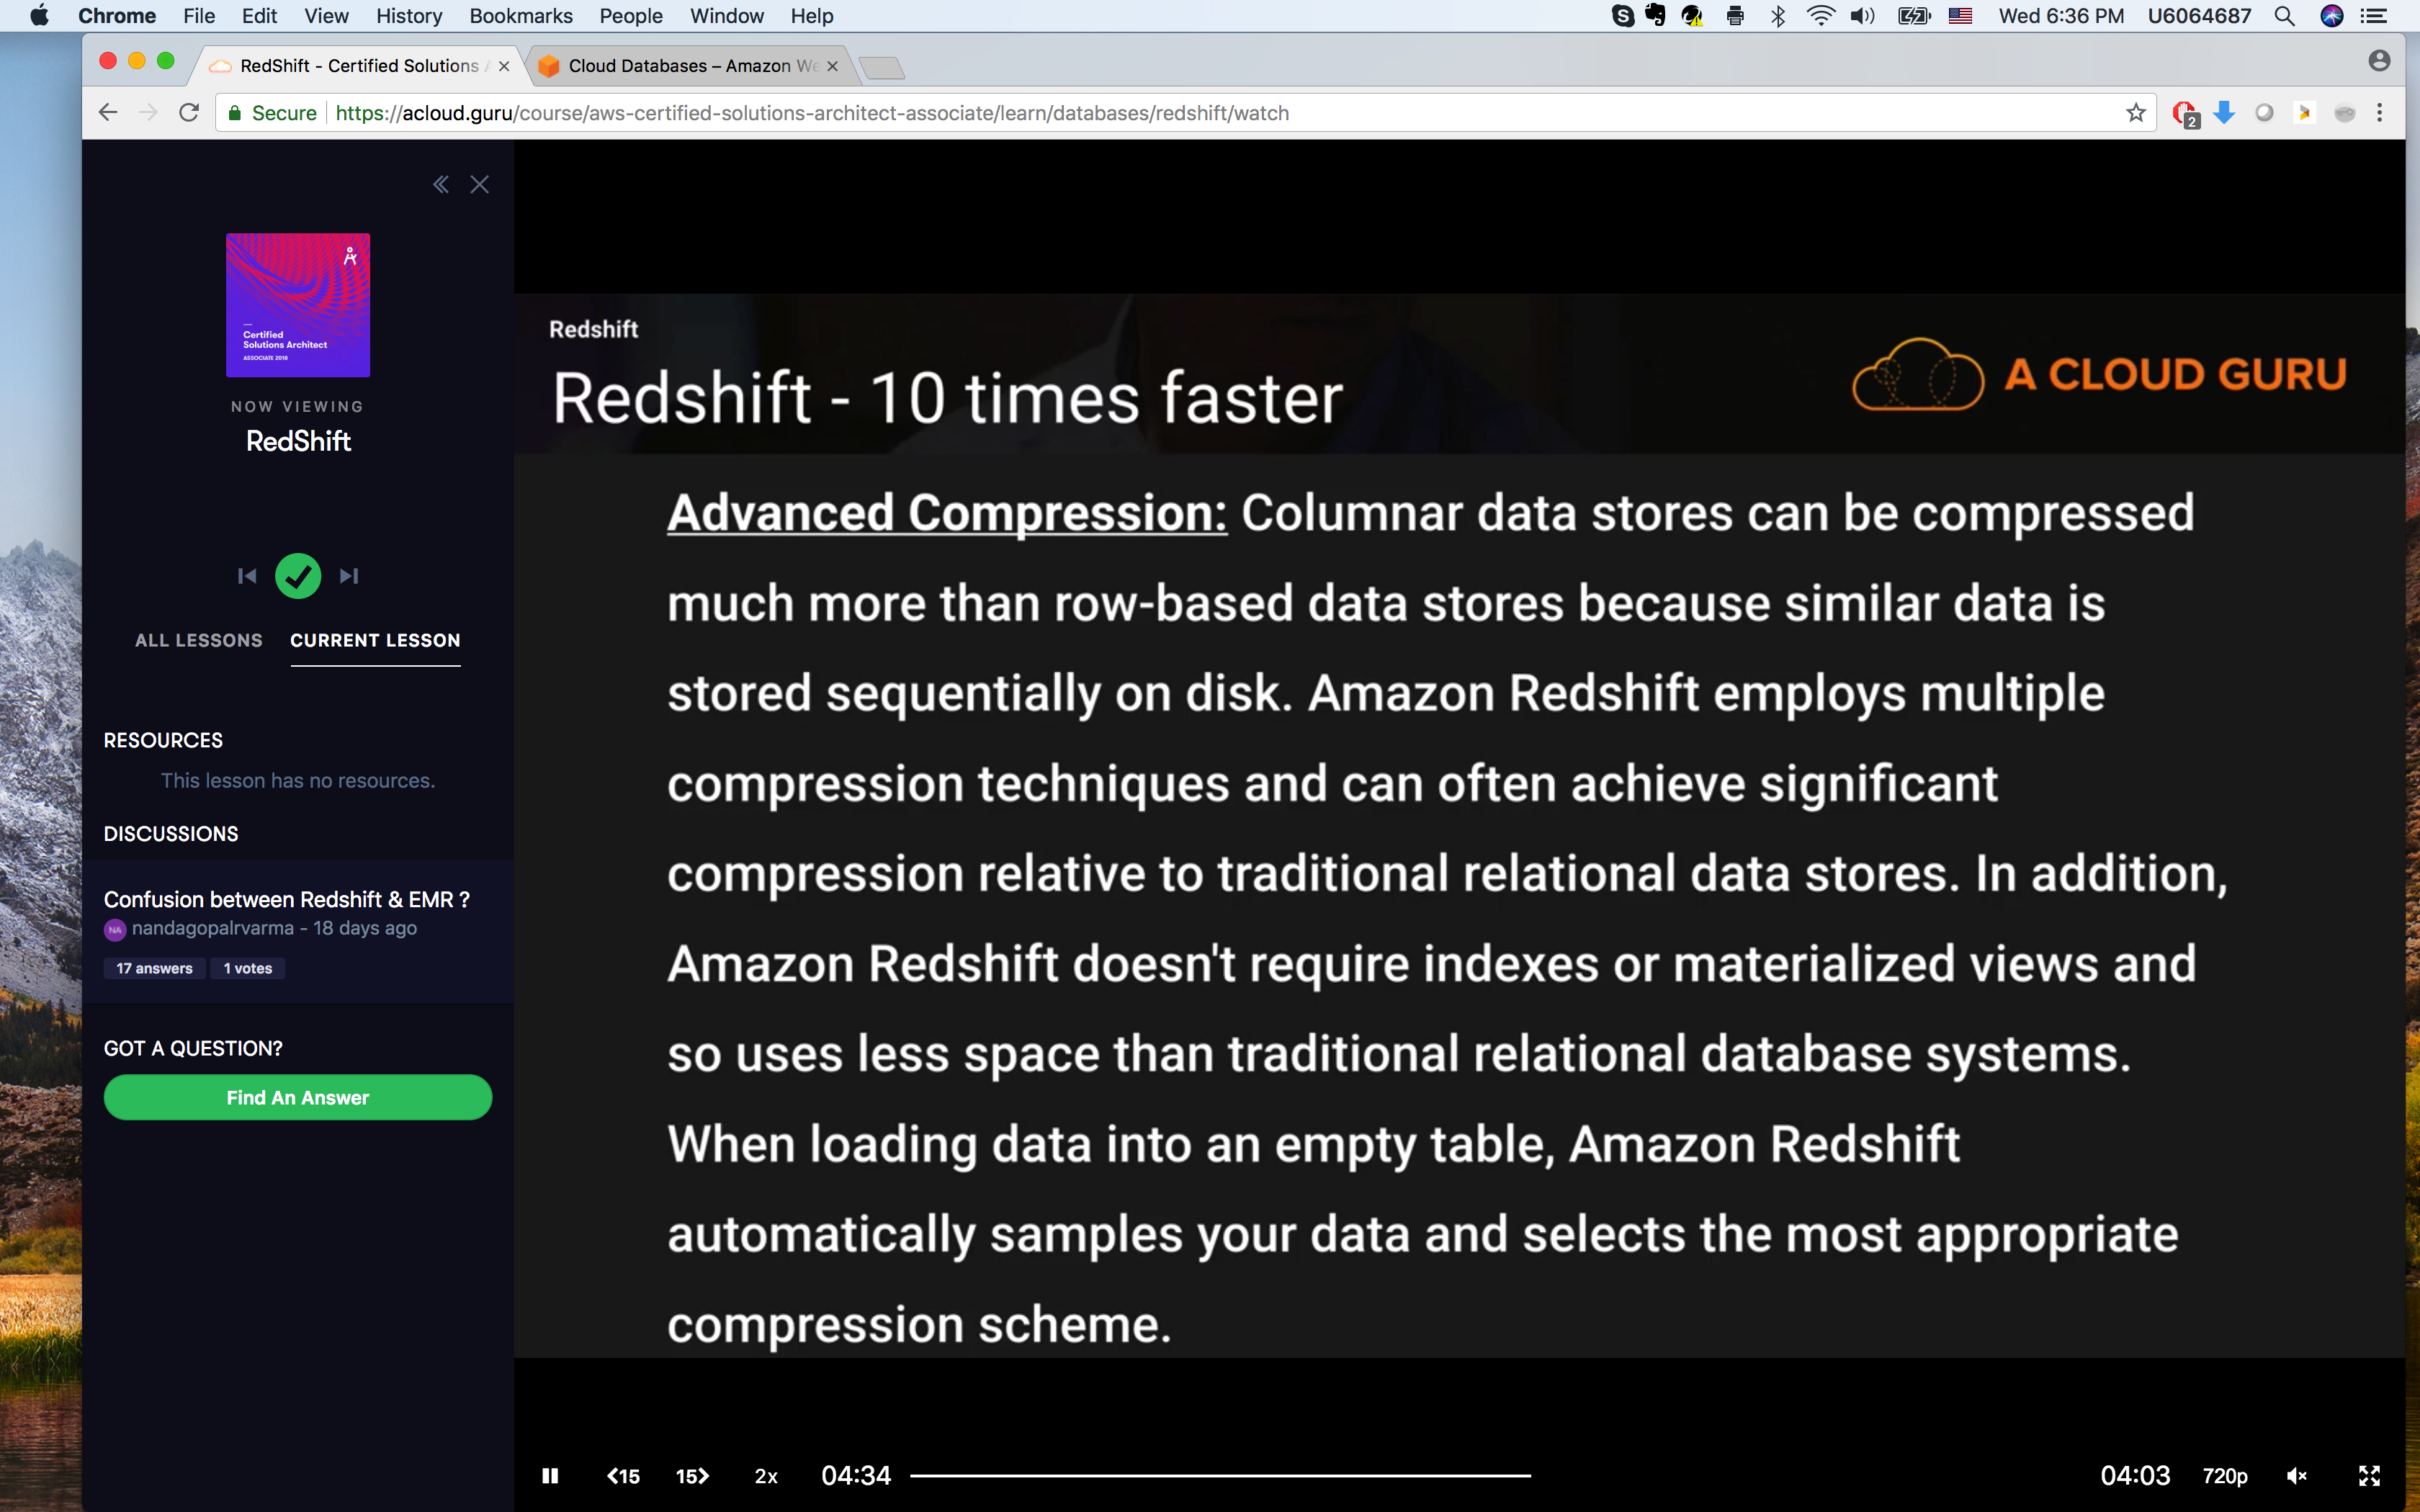 Chrome File Edit View History Bookmarks People Window Help
Wed 6:36 PM U6064687
RedShift - Certified Solutions A
Cloud Databases – Amazon We
Secure https://acloud.guru/course/aws-certified-solutions-architect-associate/learn/databases/redshift/watch
2
Certified
Solutions Architect
ASSOCIATE 2018
NOW VIEWING
RedShift
ALL LESSONS CURRENT LESSON
RESOURCES
This lesson has no resources.
DISCUSSIONS
Confusion between Redshift & EMR ?
NA nandagopalrvarma - 18 days ago
17 answers 1 votes
GOT A QUESTION?
Find An Answer
Redshift
Redshift - 10 times faster
A CLOUD GURU
Advanced Compression: Columnar data stores can be compressed
much more than row-based data stores because similar data is
stored sequentially on disk. Amazon Redshift employs multiple
compression techniques and can often achieve significant
compression relative to traditional relational data stores. In addition,
Amazon Redshift doesn't require indexes or materialized views and
so uses less space than traditional relational database systems.
When loading data into an empty table, Amazon Redshift
automatically samples your data and selects the most appropriate
compression scheme.
15 15 2x 04:34 04:03 720p